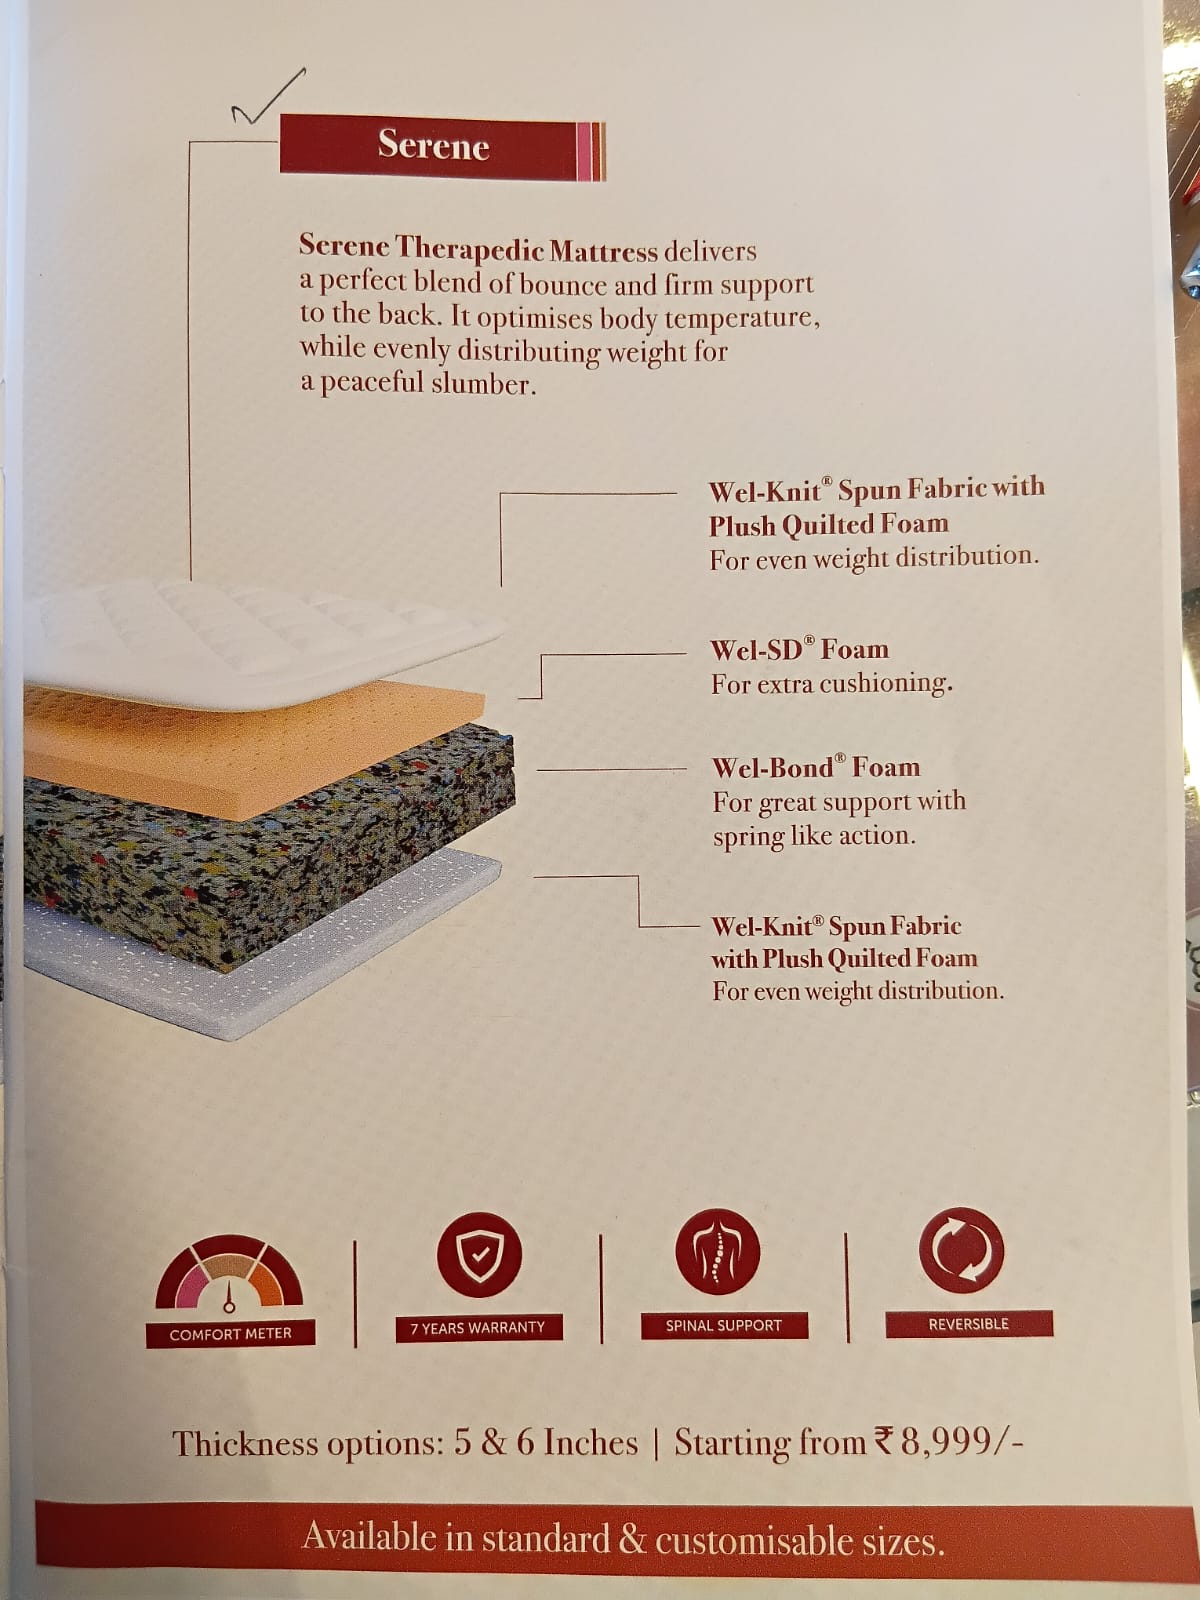 Serene
Serene Therapedic Mattress delivers
a perfect blend of bounce and firm support
to the back. It optimises body temperature,
while evenly distributing weight for
a peaceful slumber.
Wel-Knit® Spun Fabric with
Plush Quilted Foam
For even weight distribution.
Wel-SD® Foam
For extra cushioning.
Wel-Bond® Foam
For great support with
spring like action.
Wel-Knit® Spun Fabric
with Plush Quilted Foam
For even weight distribution.
COMFORT METER
7 YEARS WARRANTY
SPINAL SUPPORT
REVERSIBLE
Thickness options: 5 & 6 Inches | Starting from ₹ 8,999/-
Available in standard & customisable sizes.